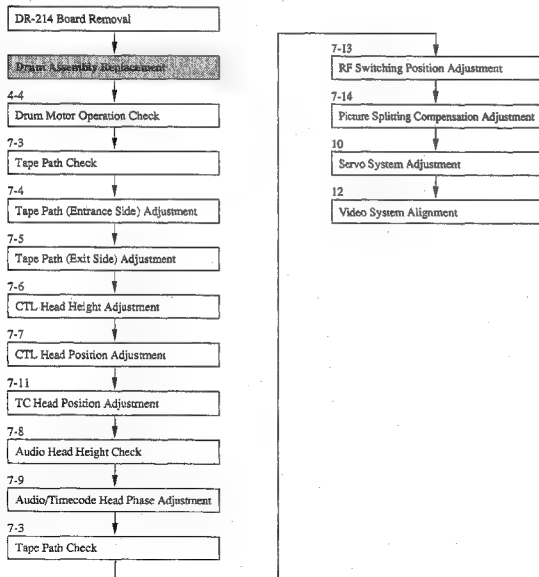 DR-214 Board Removal
Drum Assembly Replacement
4-4
Drum Motor Operation Check
7-3
Tape Path Check
7-4
Tape Path (Entrance Side) Adjustment
7-5
Tape Path (Exit Side) Adjustment
7-6
CTL Head Height Adjustment
7-7
CTL Head Position Adjustment
7-11
TC Head Position Adjustment
7-8
Audio Head Height Check
7-9
Audio/Timecode Head Phase Adjustment
7-3
Tape Path Check
7-13
RF Switching Position Adjustment
7-14
Picture Splitting Compensation Adjustment
10
Servo System Adjustment
12
Video System Alignment